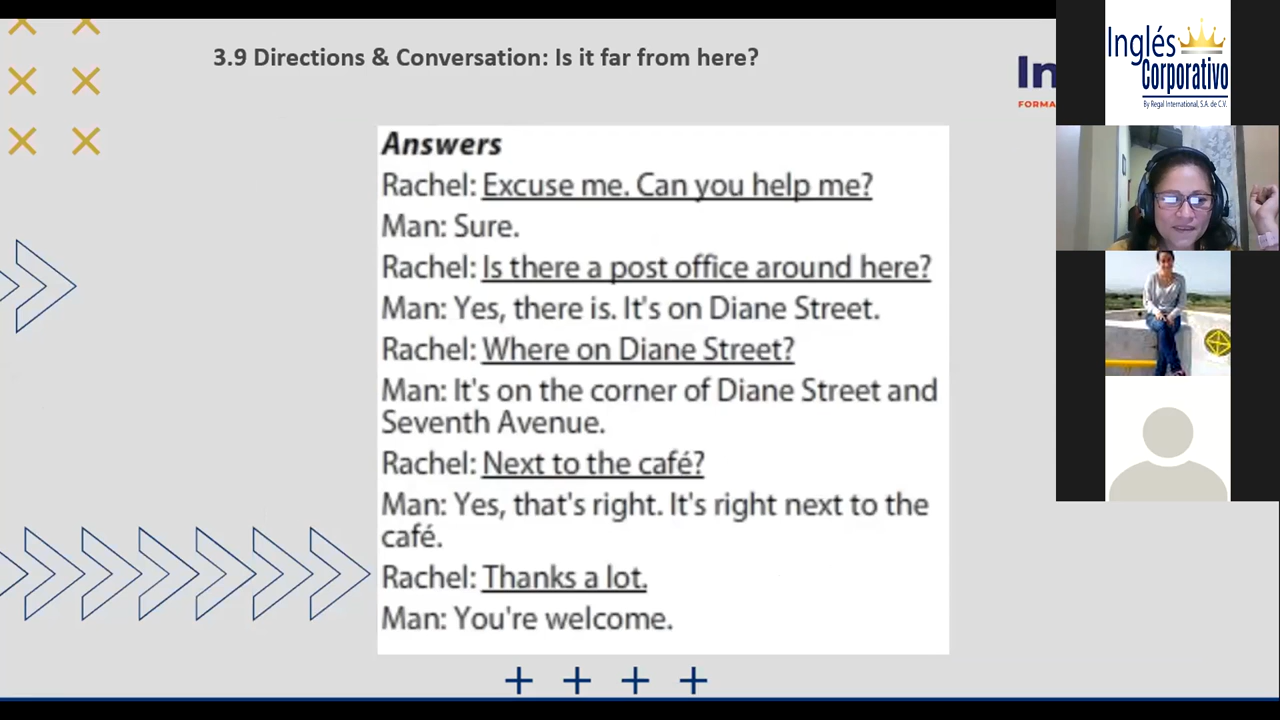 3.9 Directions & Conversation: Is it far from here?
In
FORMA
Inglés
Corporativo
By Regal International, S.A. de C.V.
Answers
Rachel: Excuse me. Can you help me?
Man: Sure.
Rachel: Is there a post office around here?
Man: Yes, there is. It's on Diane Street.
Rachel: Where on Diane Street?
Man: It's on the corner of Diane Street and
Seventh Avenue.
Rachel: Next to the café?
Man: Yes, that's right. It's right next to the
café.
Rachel: Thanks a lot.
Man: You're welcome.